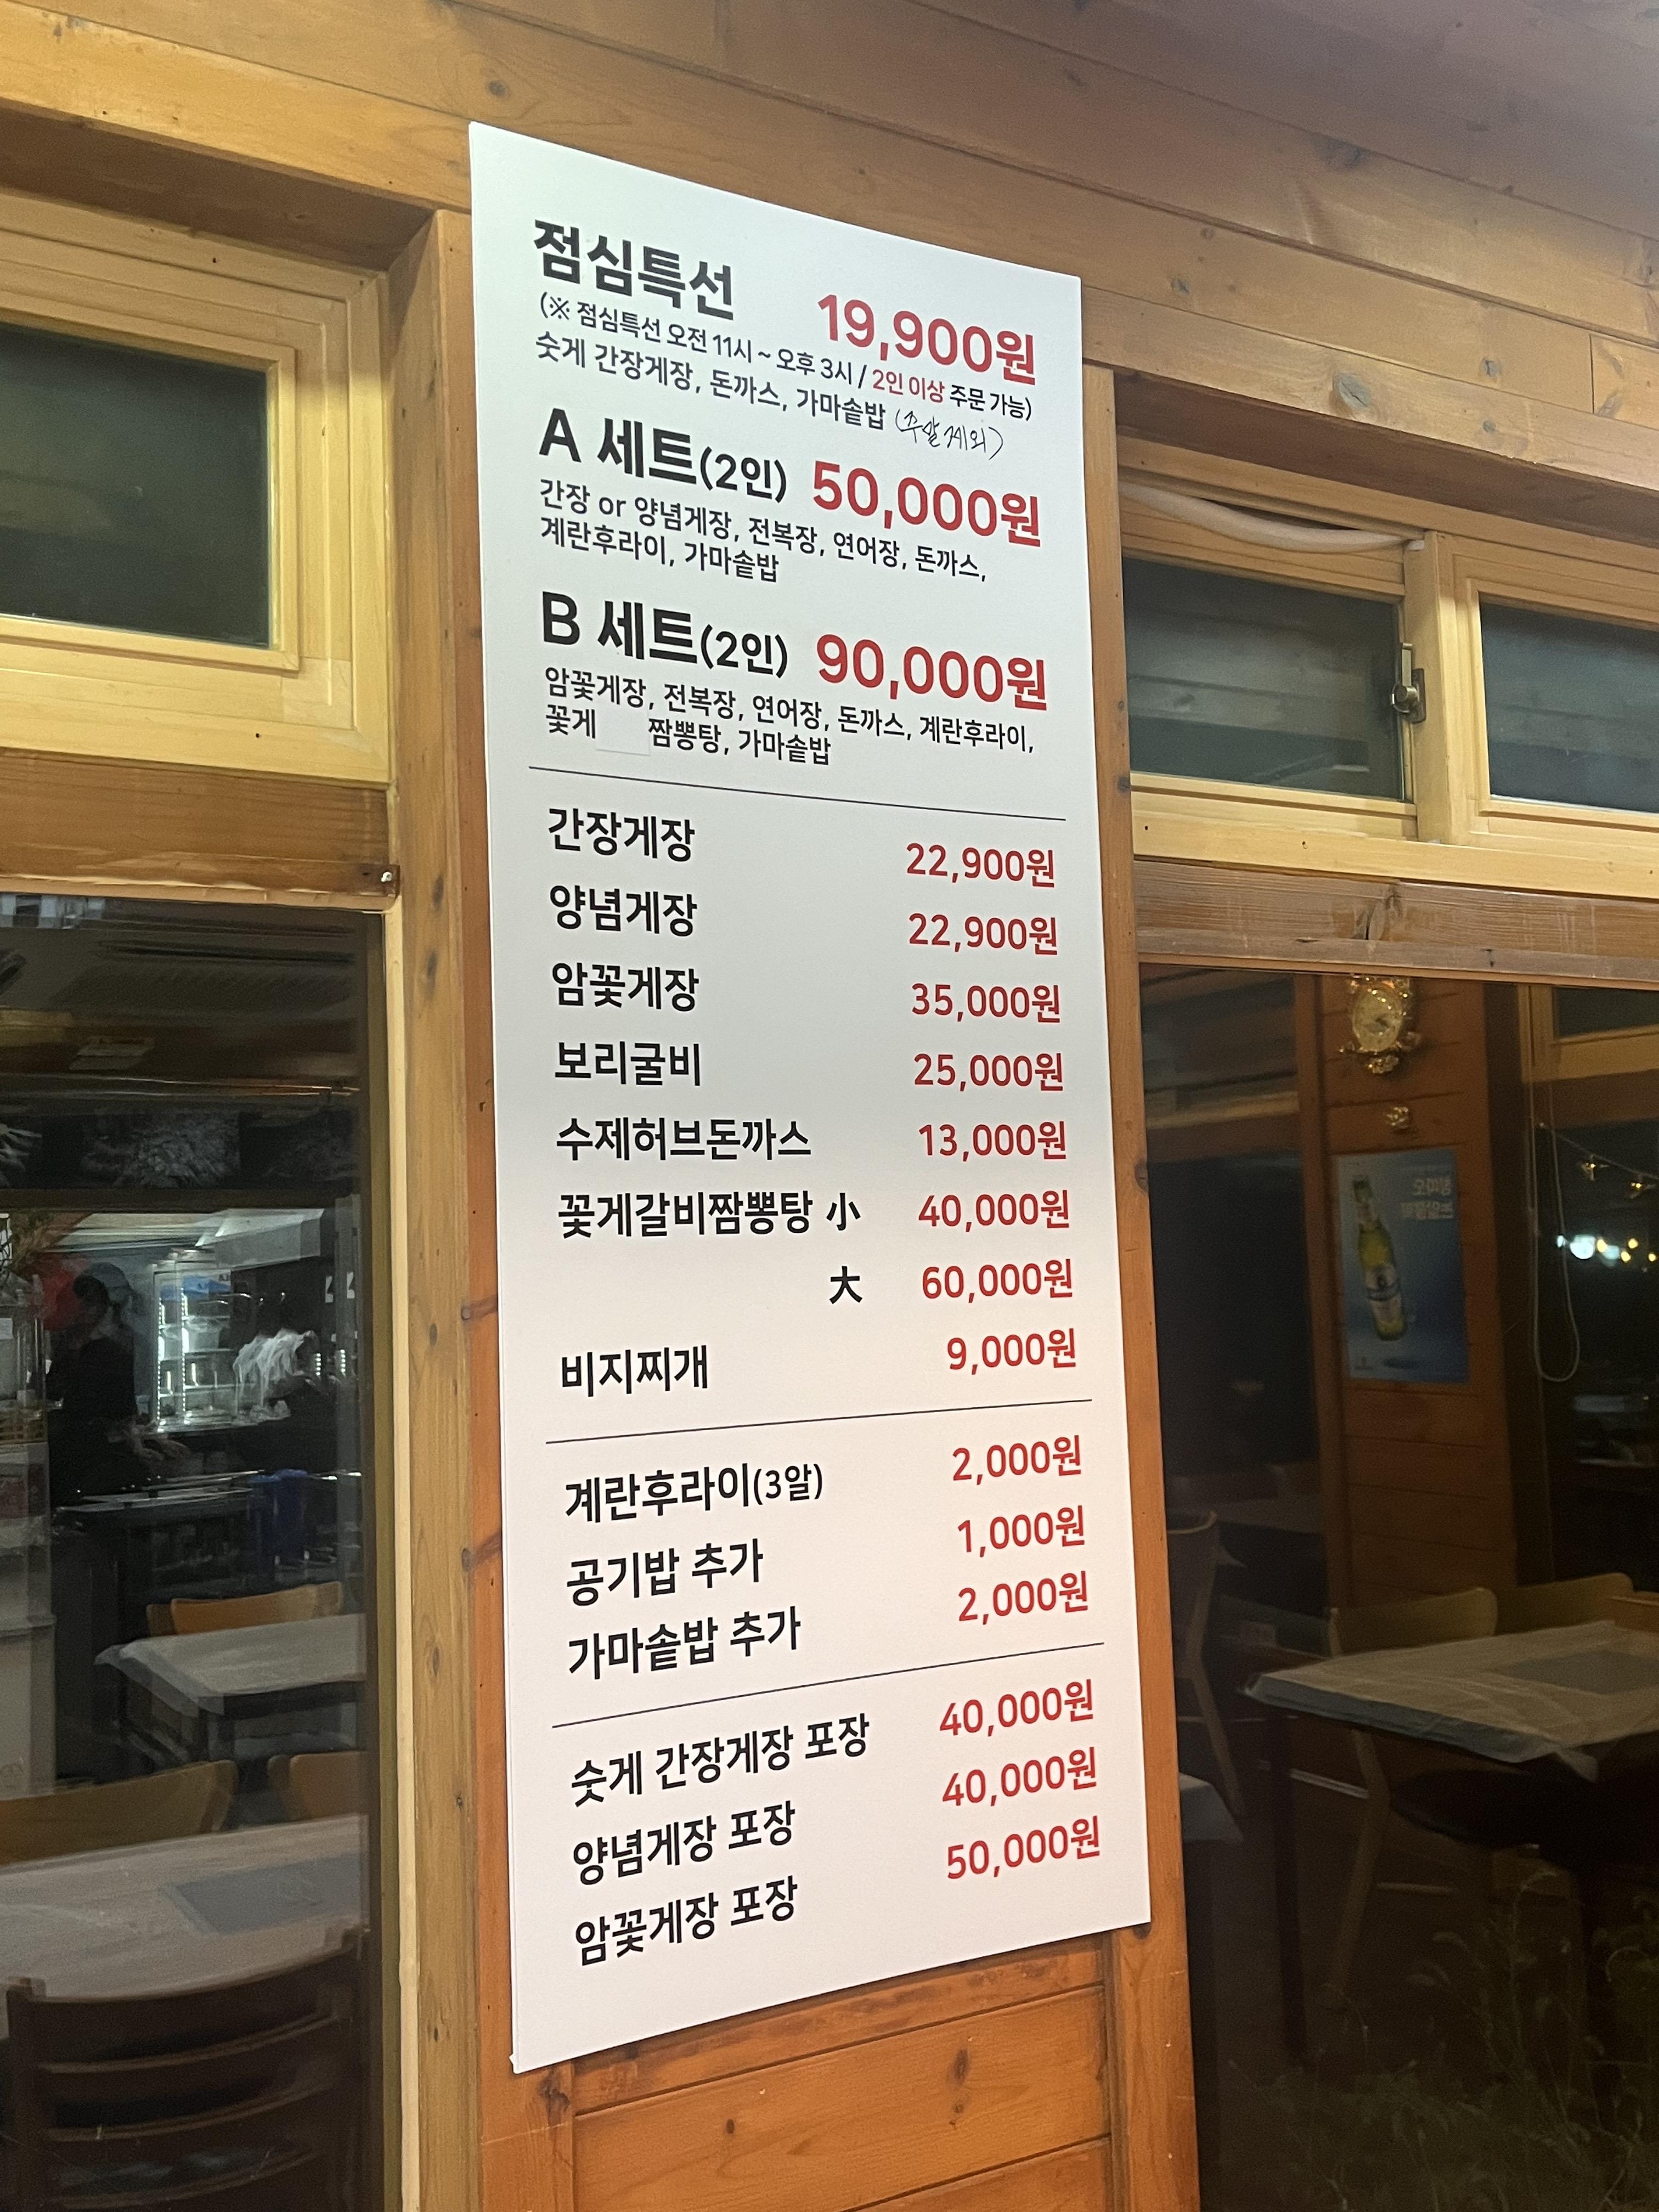 점심특선 19,900원
(※ 점심특선 오전 11시 ~ 오후 3시 / 2인 이상 주문 가능)
숫게 간장게장, 돈까스, 가마솥밥 (주말 제외)
A 세트(2인) 50,000원
간장 or 양념게장, 전복장, 연어장, 돈까스,
계란후라이, 가마솥밥
B 세트(2인) 90,000원
암꽃게장, 전복장, 연어장, 돈까스, 계란후라이,
꽃게 짬뽕탕, 가마솥밥
간장게장 22,900원
양념게장 22,900원
암꽃게장 35,000원
보리굴비 25,000원
수제허브돈까스 13,000원
꽃게갈비짬뽕탕 小 40,000원
大 60,000원
비지찌개 9,000원
계란후라이(3알) 2,000원
공기밥 추가 1,000원
가마솥밥 추가 2,000원
숫게 간장게장 포장 40,000원
양념게장 포장 40,000원
암꽃게장 포장 50,000원